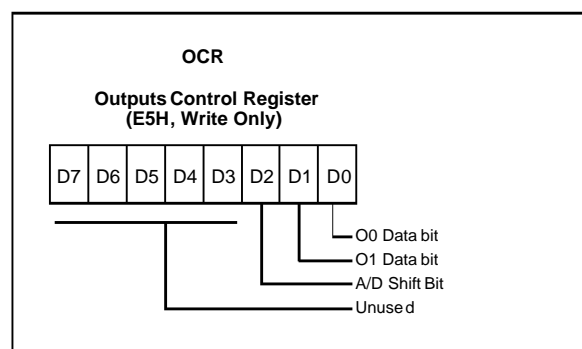 OCR
Outputs Control Register
(E5H, Write Only)
D7 D6 D5 D4 D3 D2 D1 D0
O0 Data bit
O1 Data bit
A/D Shift Bit
Unused